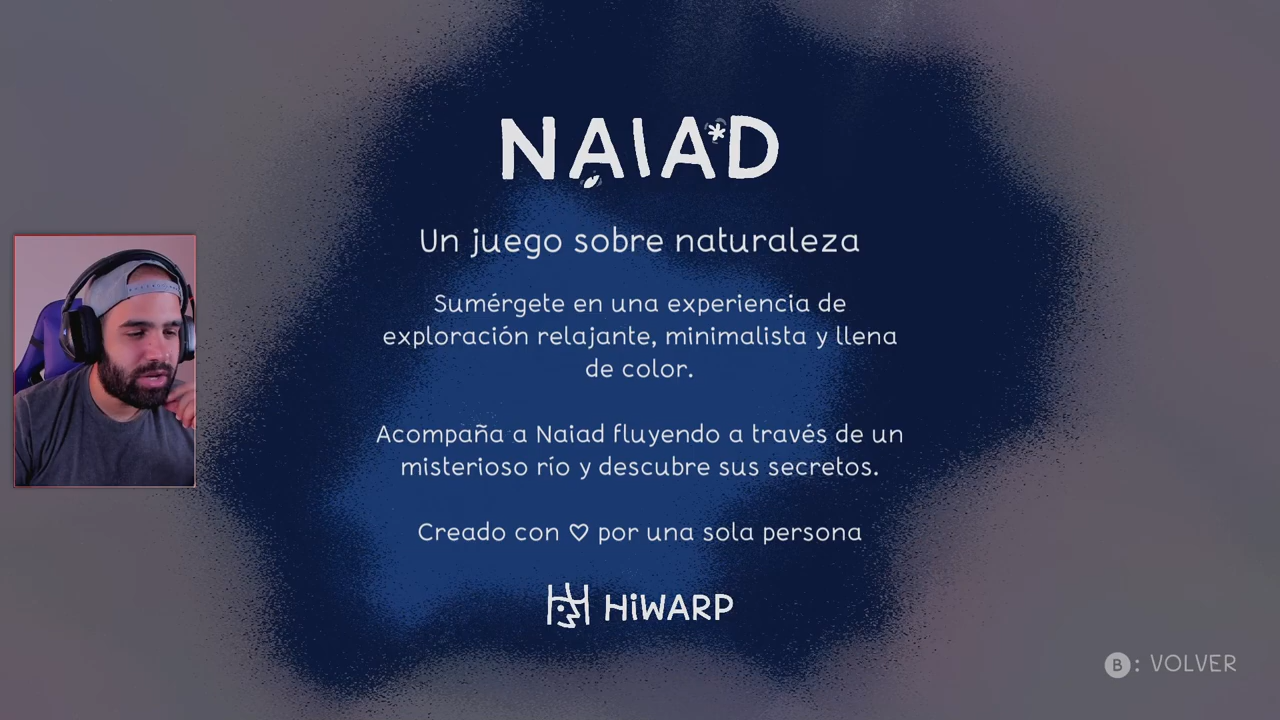 NAIAD
Un juego sobre naturaleza
Sumérgete en una experiencia de
exploración relajante, minimalista y llena
de color.
Acompaña a Naiad fluyendo a través de un
misterioso río y descubre sus secretos.
Creado con ♡ por una sola persona
HiWARP
B: VOLVER